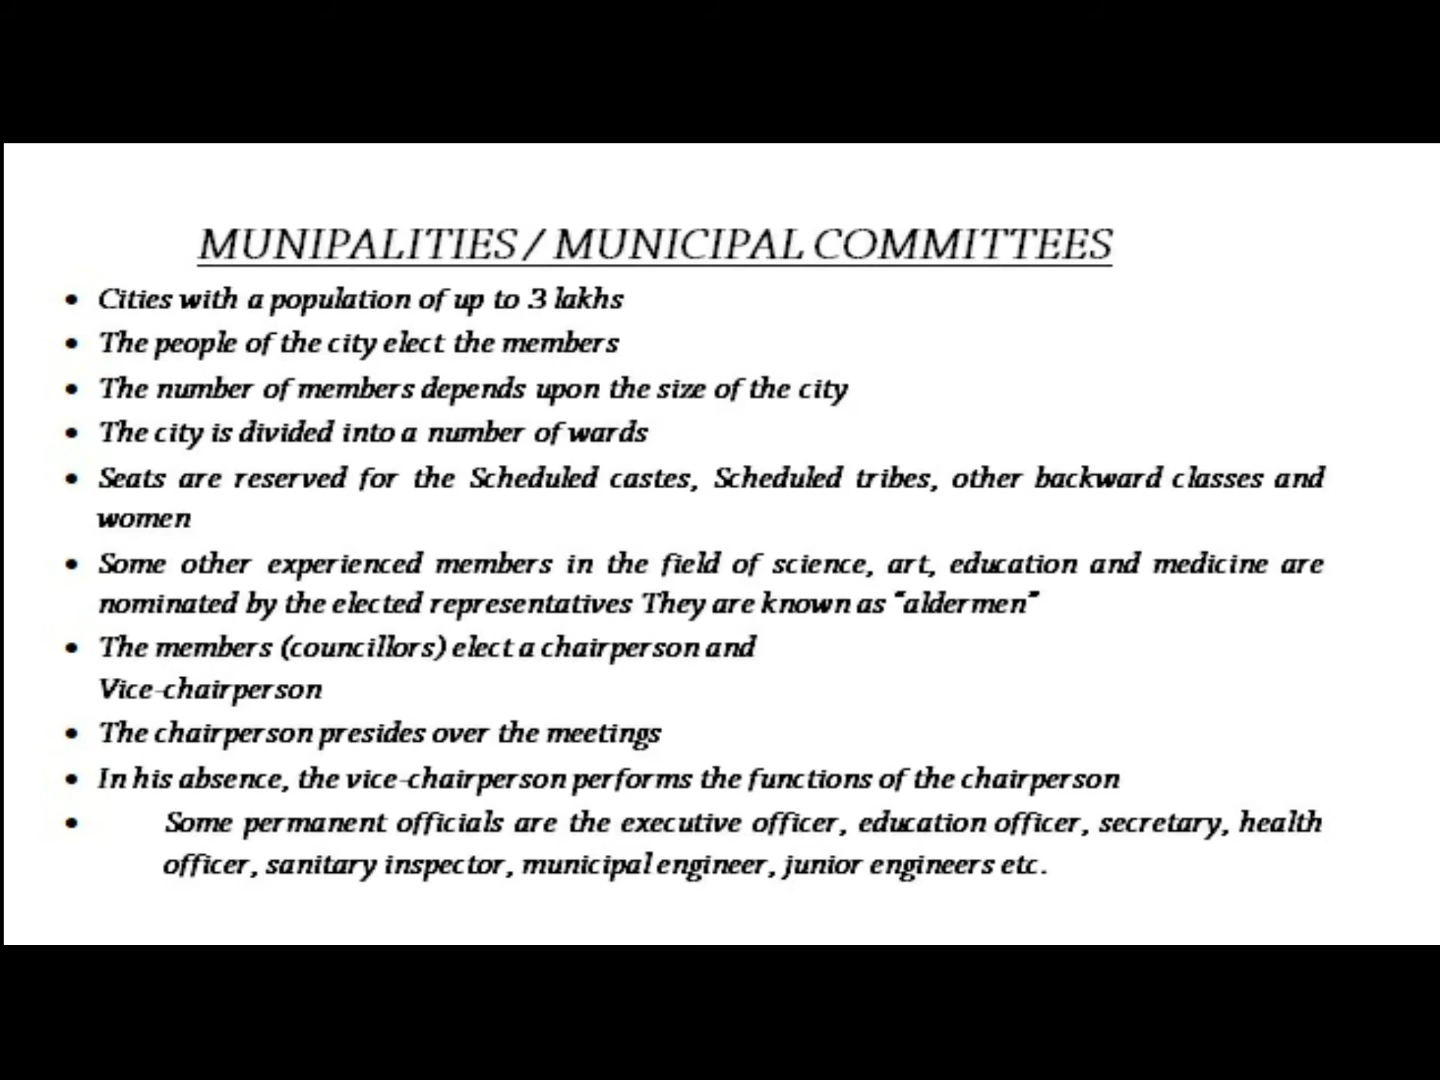 MUNIPALITIES / MUNICIPAL COMMITTEES
• Cities with a population of up to 3 lakhs
• The people of the city elect the members
• The number of members depends upon the size of the city
• The city is divided into a number of wards
• Seats are reserved for the Scheduled castes, Scheduled tribes, other backward classes and
women
• Some other experienced members in the field of science, art, education and medicine are
nominated by the elected representatives They are known as “aldermen”
• The members (councillors) elect a chairperson and
Vice-chairperson
• The chairperson presides over the meetings
• In his absence, the vice-chairperson performs the functions of the chairperson
• Some permanent officials are the executive officer, education officer, secretary, health
officer, sanitary inspector, municipal engineer, junior engineers etc.